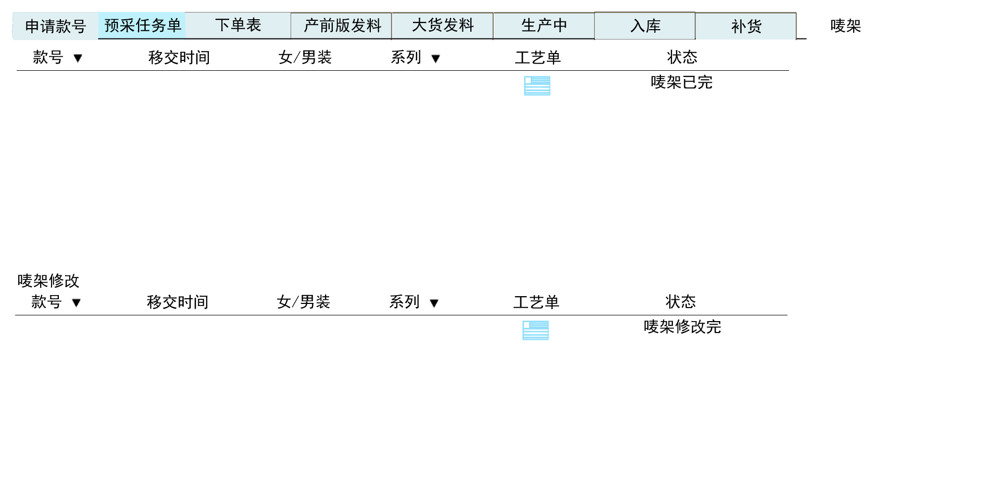 申请款号 预采任务单 下单表 产前版发料 大货发料 生产中 入库 补货 唛架
款号 ▼ 移交时间 女/男装 系列 ▼ 工艺单 状态
唛架已完
唛架修改
款号 ▼ 移交时间 女/男装 系列 ▼ 工艺单 状态
唛架修改完